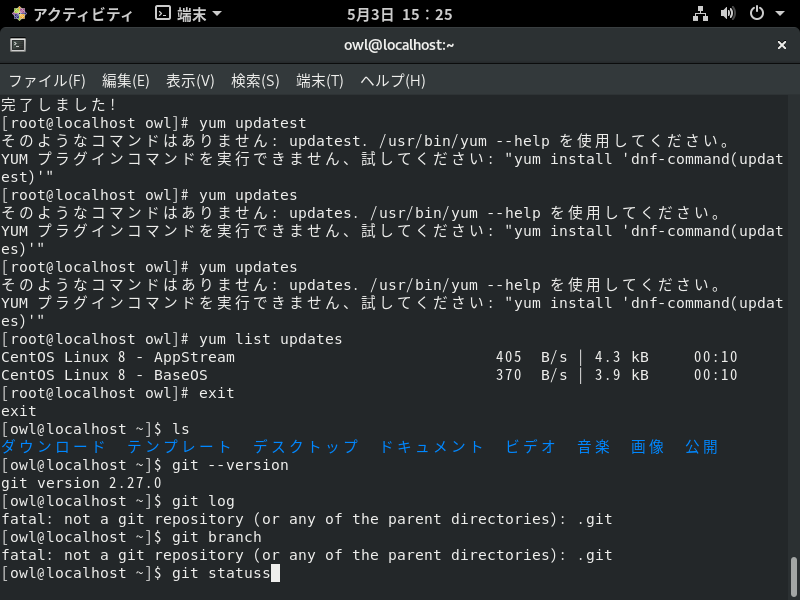 アクティビティ 端末 5月3日 15：25
owl@localhost:~ ×
ファイル(F) 編集(E) 表示(V) 検索(S) 端末(T) ヘルプ(H)
完了しました!
[root@localhost owl]# yum updatest
そのようなコマンドはありません: updatest. /usr/bin/yum --help を使用してください。
YUM プラグインコマンドを実行できません、試してください: "yum install 'dnf-command(updat
est)'"
[root@localhost owl]# yum updates
そのようなコマンドはありません: updates. /usr/bin/yum --help を使用してください。
YUM プラグインコマンドを実行できません、試してください: "yum install 'dnf-command(updat
es)'"
[root@localhost owl]# yum updates
そのようなコマンドはありません: updates. /usr/bin/yum --help を使用してください。
YUM プラグインコマンドを実行できません、試してください: "yum install 'dnf-command(updat
es)'"
[root@localhost owl]# yum list updates
CentOS Linux 8 - AppStream 405 B/s | 4.3 kB 00:10
CentOS Linux 8 - BaseOS 370 B/s | 3.9 kB 00:10
[root@localhost owl]# exit
exit
[owl@localhost ~]$ ls
ダウンロード テンプレート デスクトップ ドキュメント ビデオ 音楽 画像 公開
[owl@localhost ~]$ git --version
git version 2.27.0
[owl@localhost ~]$ git log
fatal: not a git repository (or any of the parent directories): .git
[owl@localhost ~]$ git branch
fatal: not a git repository (or any of the parent directories): .git
[owl@localhost ~]$ git statuss